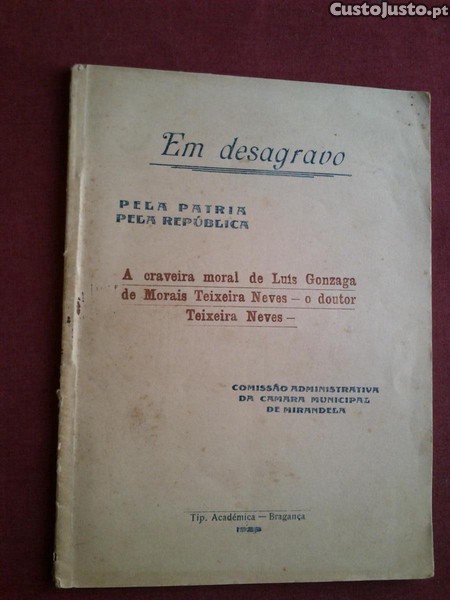 CustoJusto.pt
Em desagravo
PELA PATRIA
PELA REPÚBLICA
A craveira moral de Luís Gonzaga
de Morais Teixeira Neves — o doutor
Teixeira Neves —
COMISSÃO ADMINISTRATIVA
DA CAMARA MUNICIPAL
DE MIRANDELA
Tip. Académica — Bragança